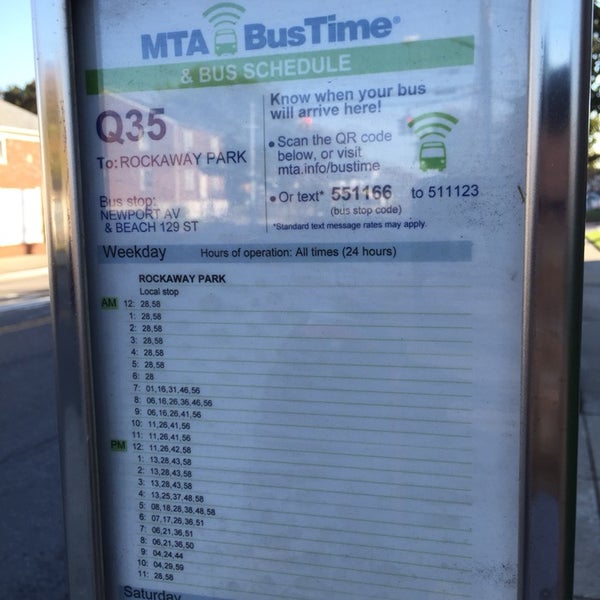 MTA BusTime®
& BUS SCHEDULE
Q35
To: ROCKAWAY PARK
Bus stop:
NEWPORT AV
& BEACH 129 ST
Know when your bus
will arrive here!
• Scan the QR code
below, or visit
mta.info/bustime
• Or text* 551166 to 511123
(bus stop code)
*Standard text message rates may apply.
Weekday Hours of operation: All times (24 hours)
ROCKAWAY PARK
Local stop
AM 12: 28,58
1: 28,58
2: 28,58
3: 28,58
4: 28,58
5: 28,58
6: 28
7: 01,16,31,46,56
8: 06,16,26,36,46,56
9: 06,16,26,41,56
10: 11,26,41,56
11: 11,26,41,56
PM 12: 11,26,42,58
1: 13,28,43,58
2: 13,28,43,58
3: 13,28,43,58
4: 13,25,37,48,58
5: 08,18,28,38,48,58
6: 07,17,26,36,51
7: 06,21,36,51
8: 06,21,36,50
9: 04,24,44
10: 04,29,59
11: 28,58
Saturday